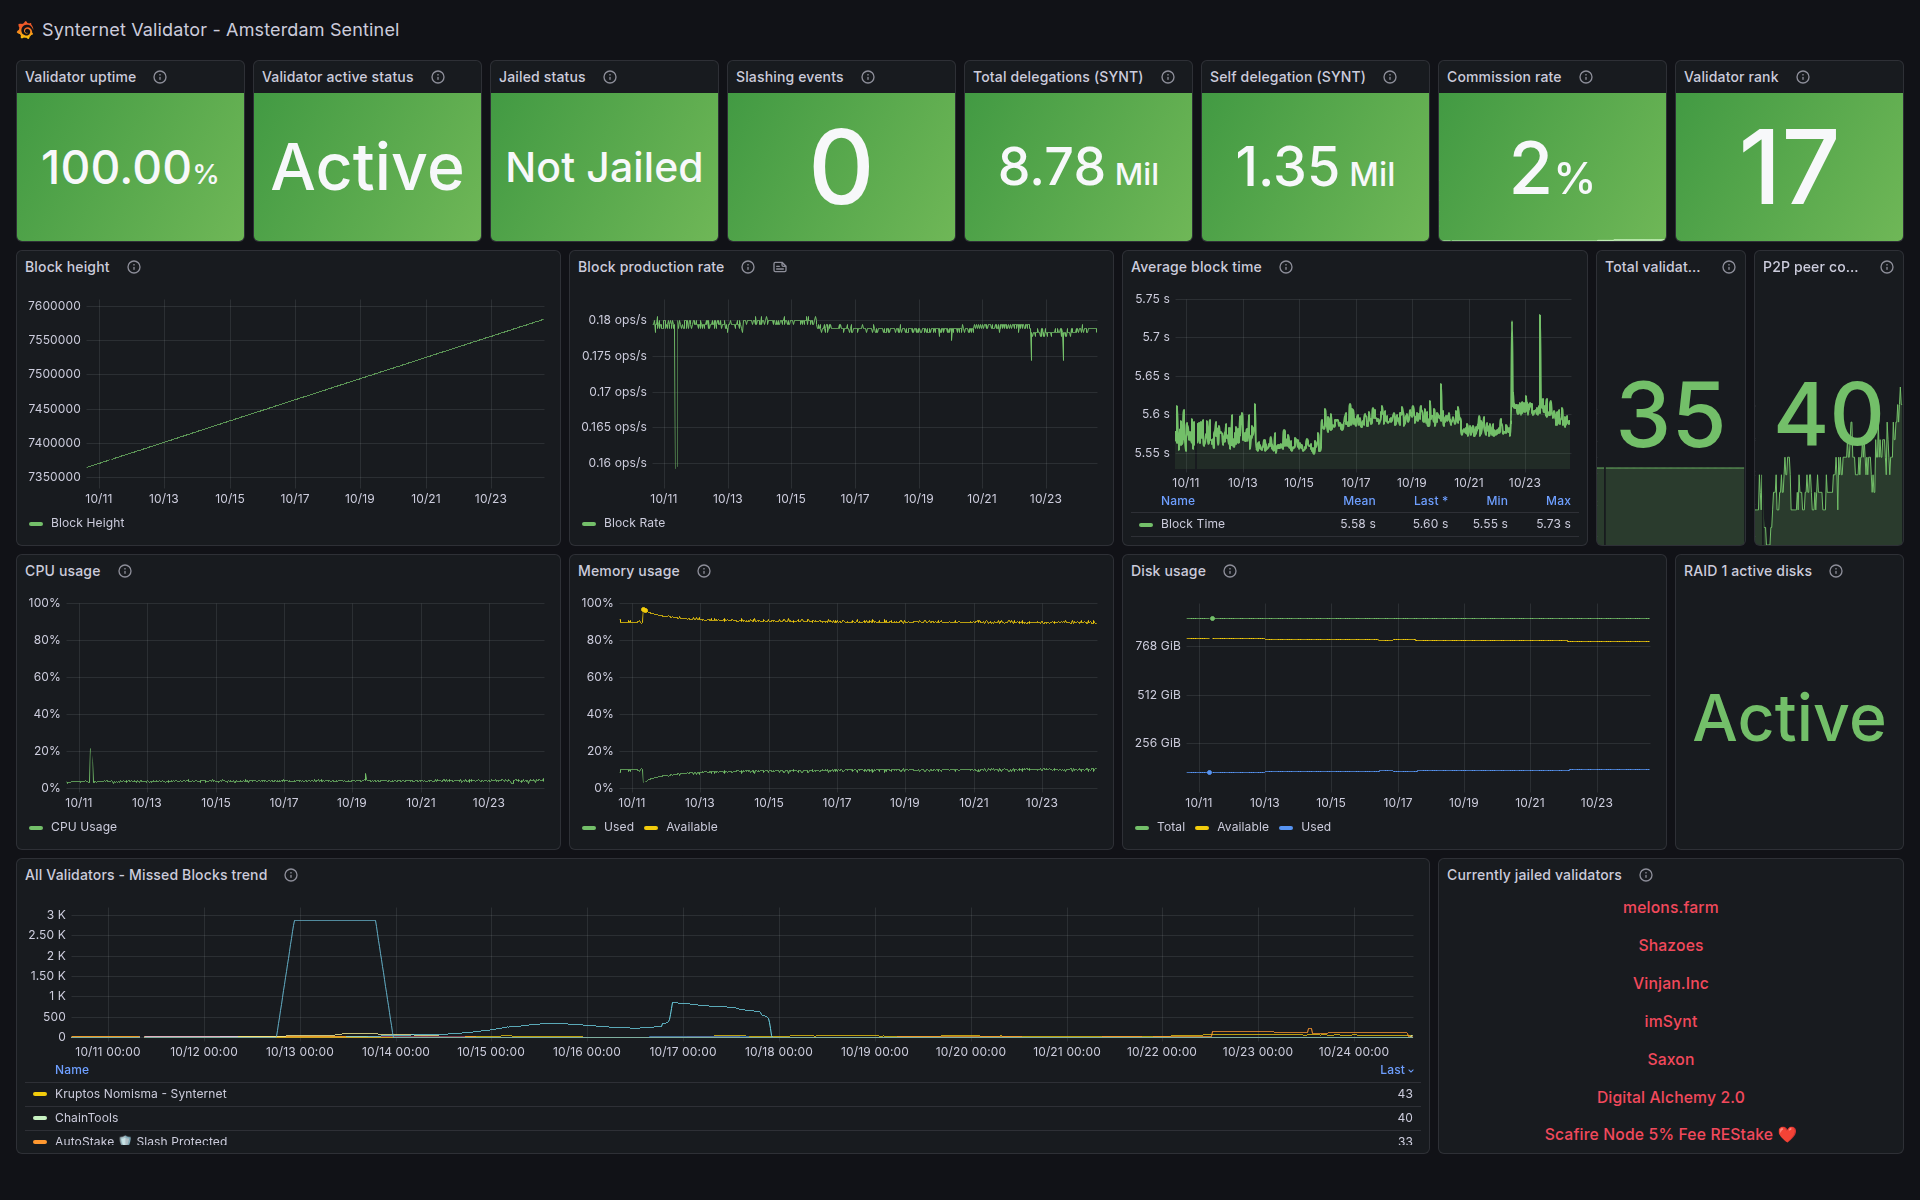 Synternet Validator - Amsterdam Sentinel
Validator uptime
100.00%
Validator active status
Active
Jailed status
Not Jailed
Slashing events
0
Total delegations (SYNT)
8.78 Mil
Self delegation (SYNT)
1.35 Mil
Commission rate
2%
Validator rank
17
Block height
7600000
7550000
7500000
7450000
7400000
7350000
10/11 10/13 10/15 10/17 10/19 10/21 10/23
Block Height
Block production rate
0.18 ops/s
0.175 ops/s
0.17 ops/s
0.165 ops/s
0.16 ops/s
10/11 10/13 10/15 10/17 10/19 10/21 10/23
Block Rate
Average block time
5.75 s
5.7 s
5.65 s
5.6 s
5.55 s
10/11 10/13 10/15 10/17 10/19 10/21 10/23
Name Mean Last * Min Max
Block Time 5.58 s 5.60 s 5.55 s 5.73 s
Total validat...
35
P2P peer co...
40
CPU usage
100%
80%
60%
40%
20%
0%
10/11 10/13 10/15 10/17 10/19 10/21 10/23
CPU Usage
Memory usage
100%
80%
60%
40%
20%
0%
10/11 10/13 10/15 10/17 10/19 10/21 10/23
Used Available
Disk usage
768 GiB
512 GiB
256 GiB
10/11 10/13 10/15 10/17 10/19 10/21 10/23
Total Available Used
RAID 1 active disks
Active
All Validators - Missed Blocks trend
3 K
2.50 K
2 K
1.50 K
1 K
500
0
10/11 00:00 10/12 00:00 10/13 00:00 10/14 00:00 10/15 00:00 10/16 00:00 10/17 00:00 10/18 00:00 10/19 00:00 10/20 00:00 10/21 00:00 10/22 00:00 10/23 00:00 10/24 00:00
Name Last
Kruptos Nomisma - Synternet 43
ChainTools 40
AutoStake 🛡️ Slash Protected 33
Currently jailed validators
melons.farm
Shazoes
Vinjan.Inc
imSynt
Saxon
Digital Alchemy 2.0
Scafire Node 5% Fee REStake ❤️